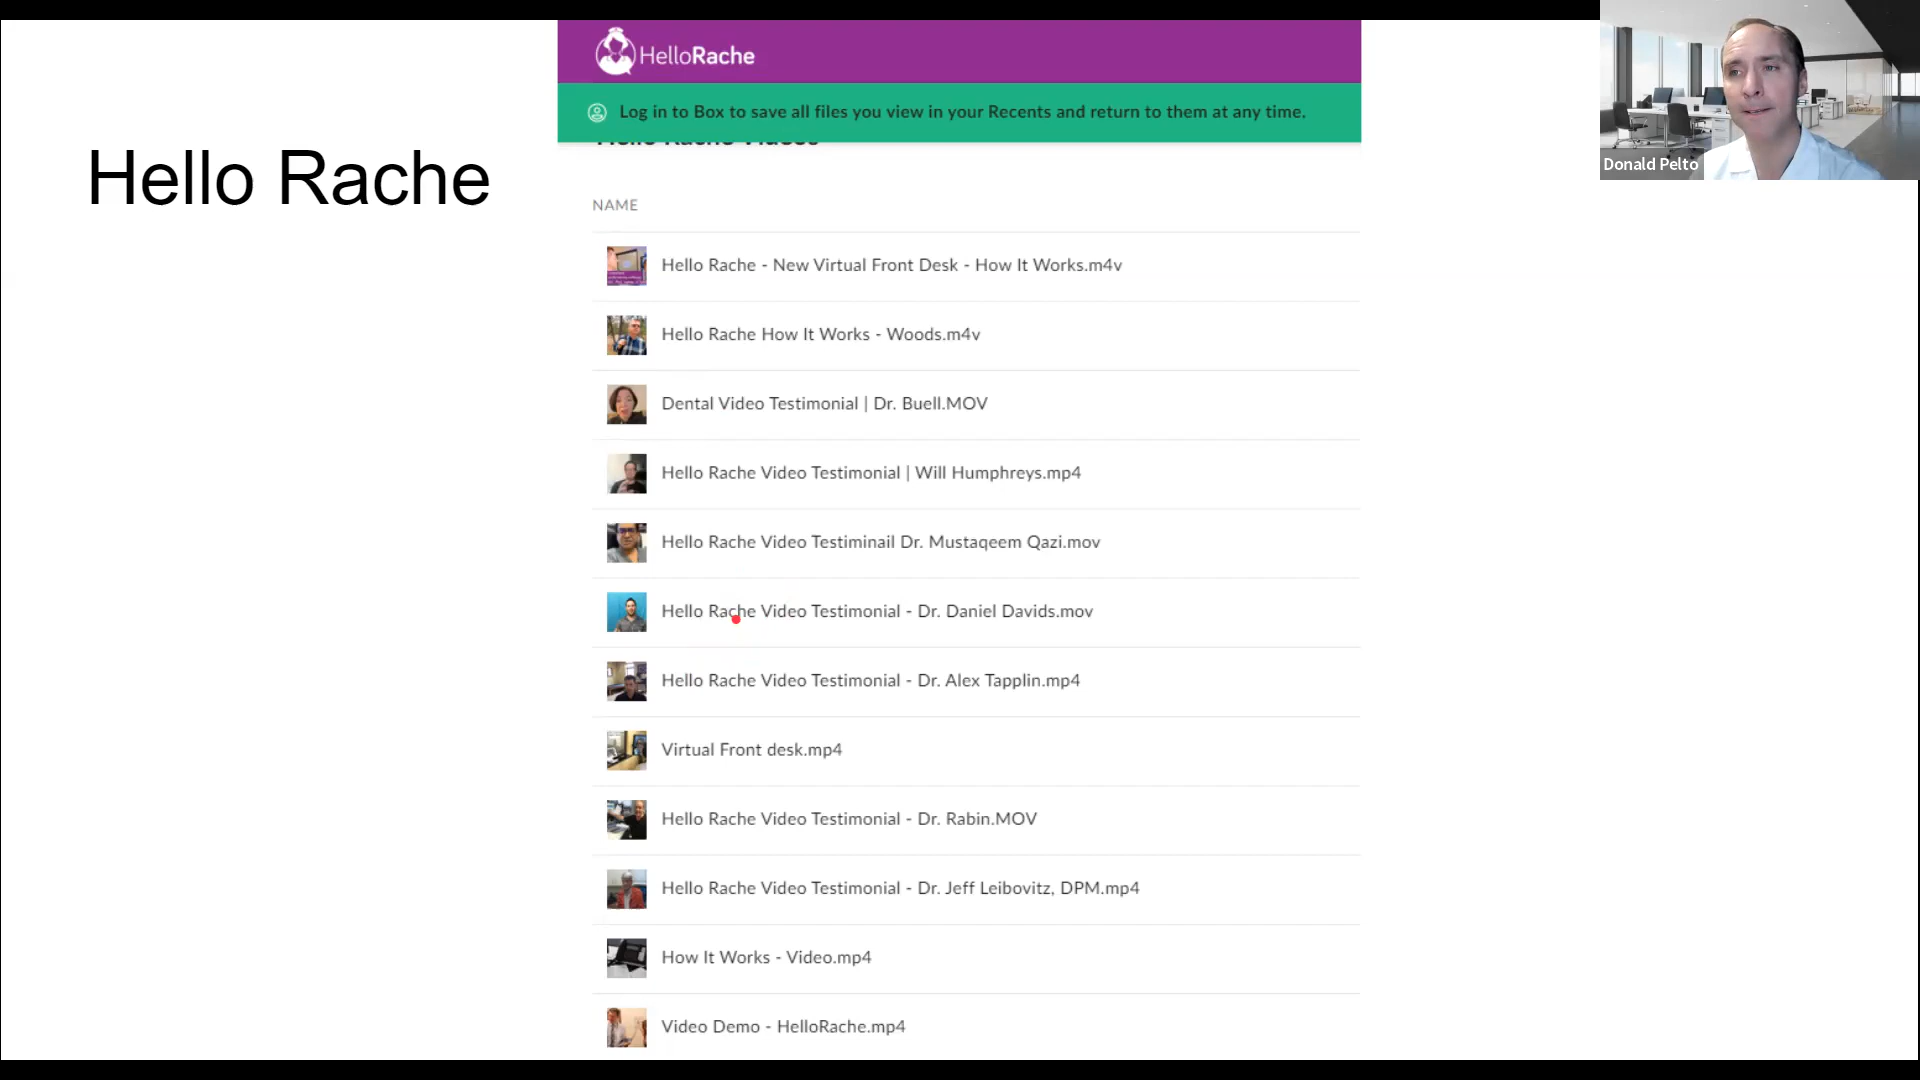 HelloRache
Log in to Box to save all files you view in your Recents and return to them at any time.
Hello Rache
Hello Rache Videos
NAME
Hello Rache - New Virtual Front Desk - How It Works.m4v
Hello Rache How It Works - Woods.m4v
Dental Video Testimonial | Dr. Buell.MOV
Hello Rache Video Testimonial | Will Humphreys.mp4
Hello Rache Video Testiminail Dr. Mustaqeem Qazi.mov
Hello Rache Video Testimonial - Dr. Daniel Davids.mov
Hello Rache Video Testimonial - Dr. Alex Tapplin.mp4
Virtual Front desk.mp4
Hello Rache Video Testimonial - Dr. Rabin.MOV
Hello Rache Video Testimonial - Dr. Jeff Leibovitz, DPM.mp4
How It Works - Video.mp4
Video Demo - HelloRache.mp4
Donald Pelto